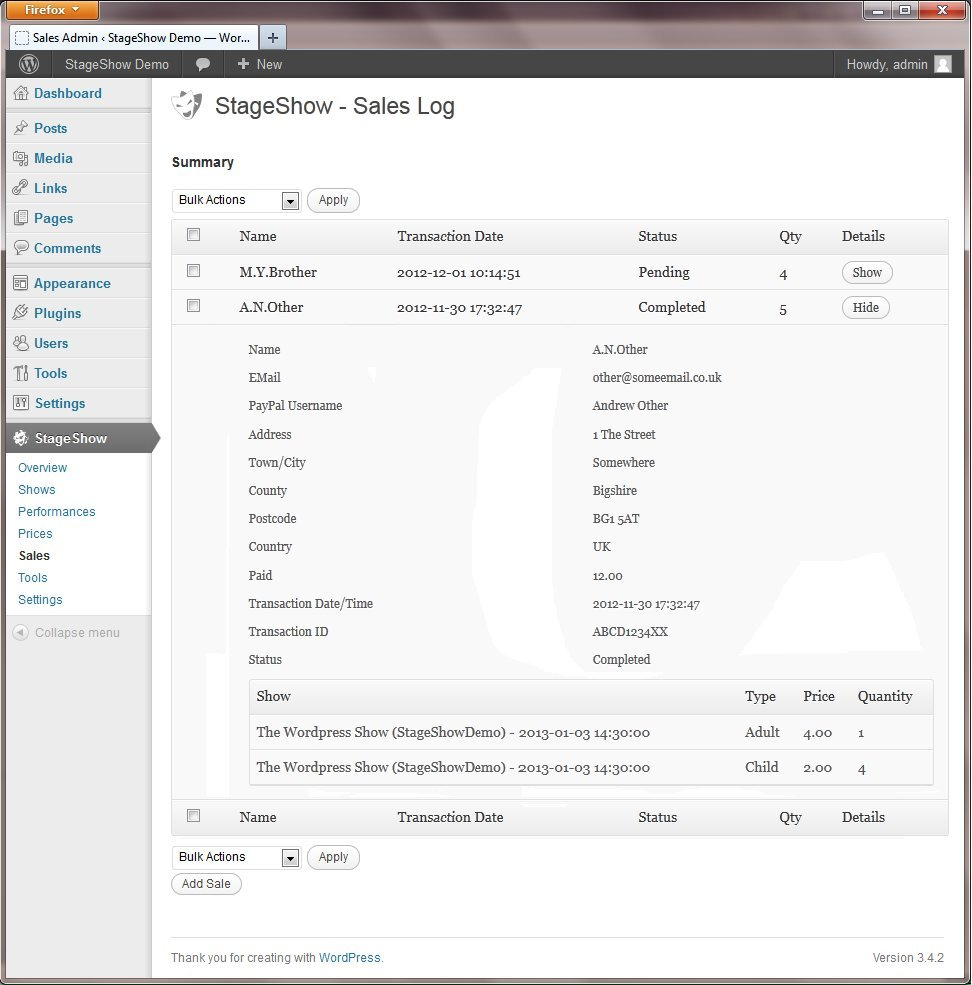 Firefox
Sales Admin ‹ StageShow Demo — Wor...
StageShow Demo + New Howdy, admin
Dashboard
Posts
Media
Links
Pages
Comments
Appearance
Plugins
Users
Tools
Settings
StageShow
Overview
Shows
Performances
Prices
Sales
Tools
Settings
Collapse menu
StageShow - Sales Log
Summary
Bulk Actions Apply
Name Transaction Date Status Qty Details
M.Y.Brother 2012-12-01 10:14:51 Pending 4 Show
A.N.Other 2012-11-30 17:32:47 Completed 5 Hide
Name A.N.Other
EMail other@someemail.co.uk
PayPal Username Andrew Other
Address 1 The Street
Town/City Somewhere
County Bigshire
Postcode BG1 5AT
Country UK
Paid 12.00
Transaction Date/Time 2012-11-30 17:32:47
Transaction ID ABCD1234XX
Status Completed
Show Type Price Quantity
The Wordpress Show (StageShowDemo) - 2013-01-03 14:30:00 Adult 4.00 1
The Wordpress Show (StageShowDemo) - 2013-01-03 14:30:00 Child 2.00 4
Name Transaction Date Status Qty Details
Bulk Actions Apply
Add Sale
Thank you for creating with WordPress. Version 3.4.2